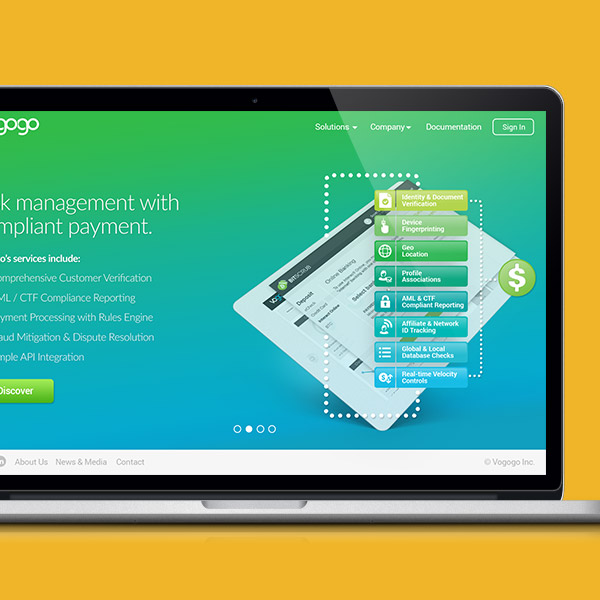 gogo
Solutions
Company
Documentation
Sign In
k management with
mpliant payment.
o's services include:
omprehensive Customer Verification
ML / CTF Compliance Reporting
yment Processing with Rules Engine
aud Mitigation & Dispute Resolution
mple API Integration
Discover
Identity & Document
Verification
Device
Fingerprinting
Geo
Location
Profile
Associations
AML & CTF
Compliant Reporting
Affiliate & Network
ID Tracking
Global & Local
Database Checks
Real-time Velocity
Controls
$
BITSCRUB
Online Banking
Deposit
in
About Us
News & Media
Contact
© Vogogo Inc.